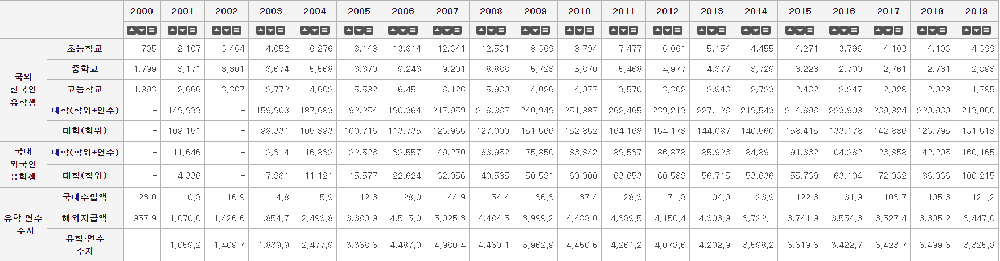 2000 2001 2002 2003 2004 2005 2006 2007 2008 2009 2010 2011 2012 2013 2014 2015 2016 2017 2018 2019
국외
한국인
유학생
초등학교 705 2,107 3,464 4,052 6,276 8,148 13,814 12,341 12,531 8,369 8,794 7,477 6,061 5,154 4,455 4,271 3,796 4,103 4,103 4,399
중학교 1,799 3,171 3,301 3,674 5,568 6,670 9,246 9,201 8,888 5,723 5,870 5,468 4,977 4,377 3,729 3,226 2,700 2,761 2,761 2,893
고등학교 1,893 2,666 3,367 2,772 4,602 5,582 6,451 6,126 5,930 4,026 4,077 3,570 3,302 2,843 2,723 2,432 2,247 2,028 2,028 1,785
대학(학위+연수) - 149,933 - 159,903 187,683 192,254 190,364 217,959 216,867 240,949 251,887 262,465 239,213 227,126 219,543 214,696 223,908 239,824 220,930 213,000
대학(학위) - 109,151 - 98,331 105,893 100,716 113,735 123,965 127,000 151,566 152,852 164,169 154,178 144,087 140,560 158,415 133,178 142,886 123,795 131,518
국내
외국인
유학생
대학(학위+연수) - 11,646 - 12,314 16,832 22,526 32,557 49,270 63,952 75,850 83,842 89,537 86,878 85,923 84,891 91,332 104,262 123,858 142,205 160,165
대학(학위) - 4,336 - 7,981 11,121 15,577 22,624 32,056 40,585 50,591 60,000 63,653 60,589 56,715 53,636 55,739 63,104 72,032 86,036 100,215
유학·연수
수지
국내수입액 23.0 10.8 16.9 14.8 15.9 12.6 28.0 44.9 54.4 36.3 37.4 128.3 71.8 104.0 123.9 122.6 131.9 103.7 105.6 121.2
해외지급액 957.9 1,070.0 1,426.6 1,854.7 2,493.8 3,380.9 4,515.0 5,025.3 4,484.5 3,999.2 4,488.0 4,389.5 4,150.4 4,306.9 3,722.1 3,741.9 3,554.6 3,527.4 3,605.2 3,447.0
유학·연수
수지
- -1,059.2 -1,409.7 -1,839.9 -2,477.9 -3,368.3 -4,487.0 -4,980.4 -4,430.1 -3,962.9 -4,450.6 -4,261.2 -4,078.6 -4,202.9 -3,598.2 -3,619.3 -3,422.7 -3,423.7 -3,499.6 -3,325.8